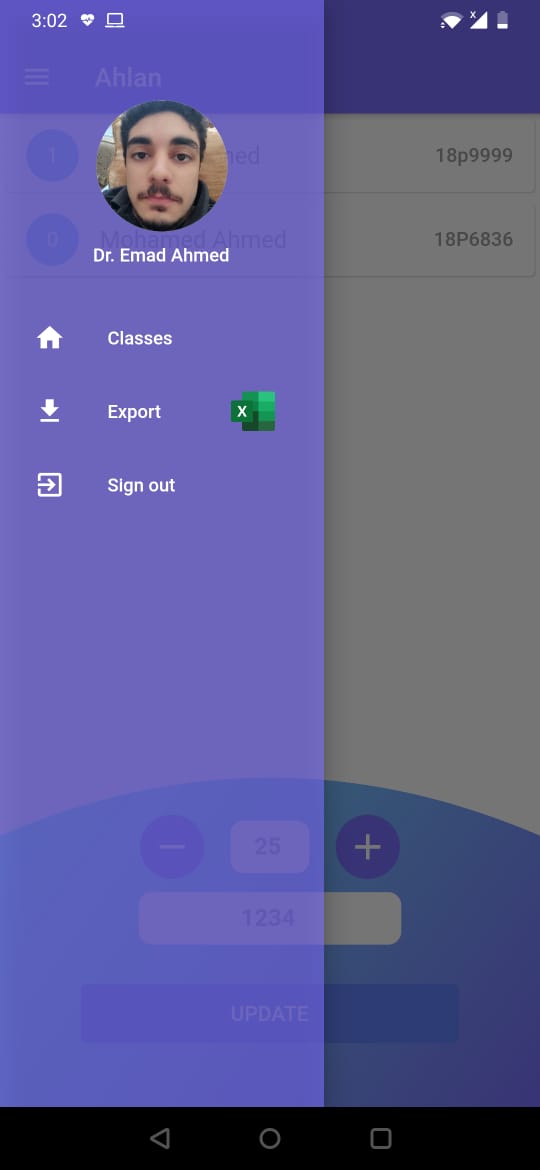 3:02
Ahlan
1
med
18p9999
0
Mohamed Ahmed
18P6836
Dr. Emad Ahmed
Classes
Export
X
Sign out
25
1234
UPDATE